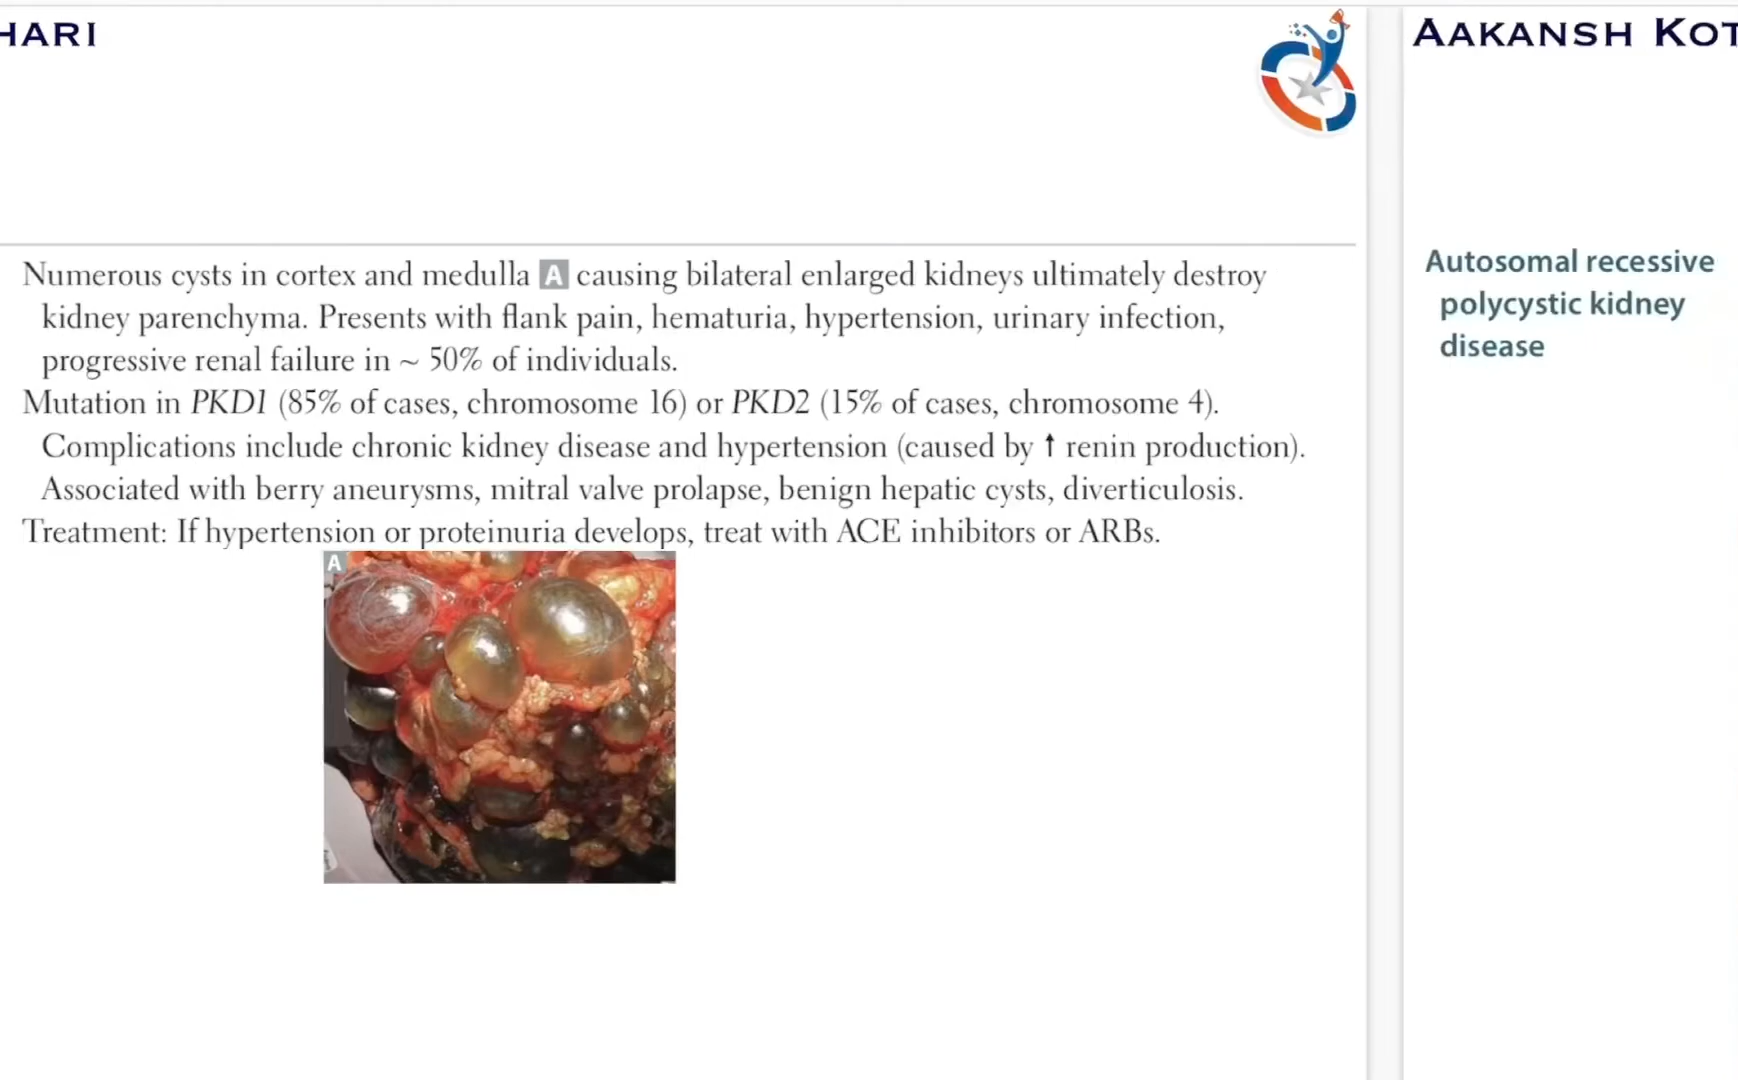 HARI
Numerous cysts in cortex and medulla A causing bilateral enlarged kidneys ultimately destroy
kidney parenchyma. Presents with flank pain, hematuria, hypertension, urinary infection,
progressive renal failure in ~ 50% of individuals.
Mutation in PKD1 (85% of cases, chromosome 16) or PKD2 (15% of cases, chromosome 4).
Complications include chronic kidney disease and hypertension (caused by ↑ renin production).
Associated with berry aneurysms, mitral valve prolapse, benign hepatic cysts, diverticulosis.
Treatment: If hypertension or proteinuria develops, treat with ACE inhibitors or ARBs.
A
AAKANSH KOT
Autosomal recessive
polycystic kidney
disease